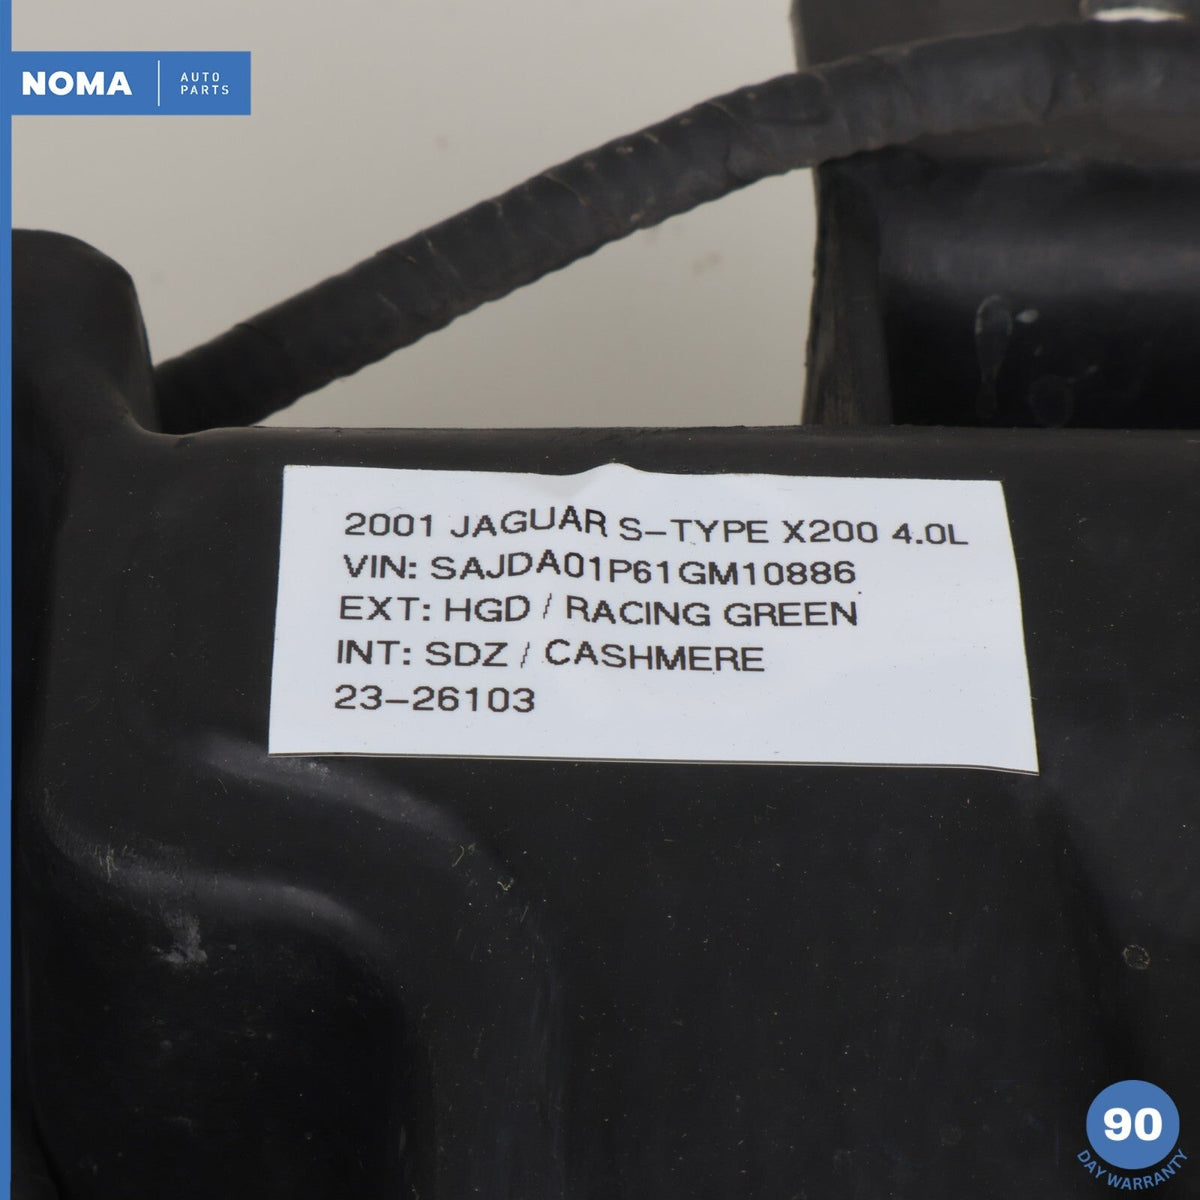 NOMA
AUTO
PARTS
2001 JAGUAR S-TYPE X200 4.0L
VIN: SAJDA01P61GM10886
EXT: HGD / RACING GREEN
INT: SDZ / CASHMERE
23-26103
90
DAY WARRANTY